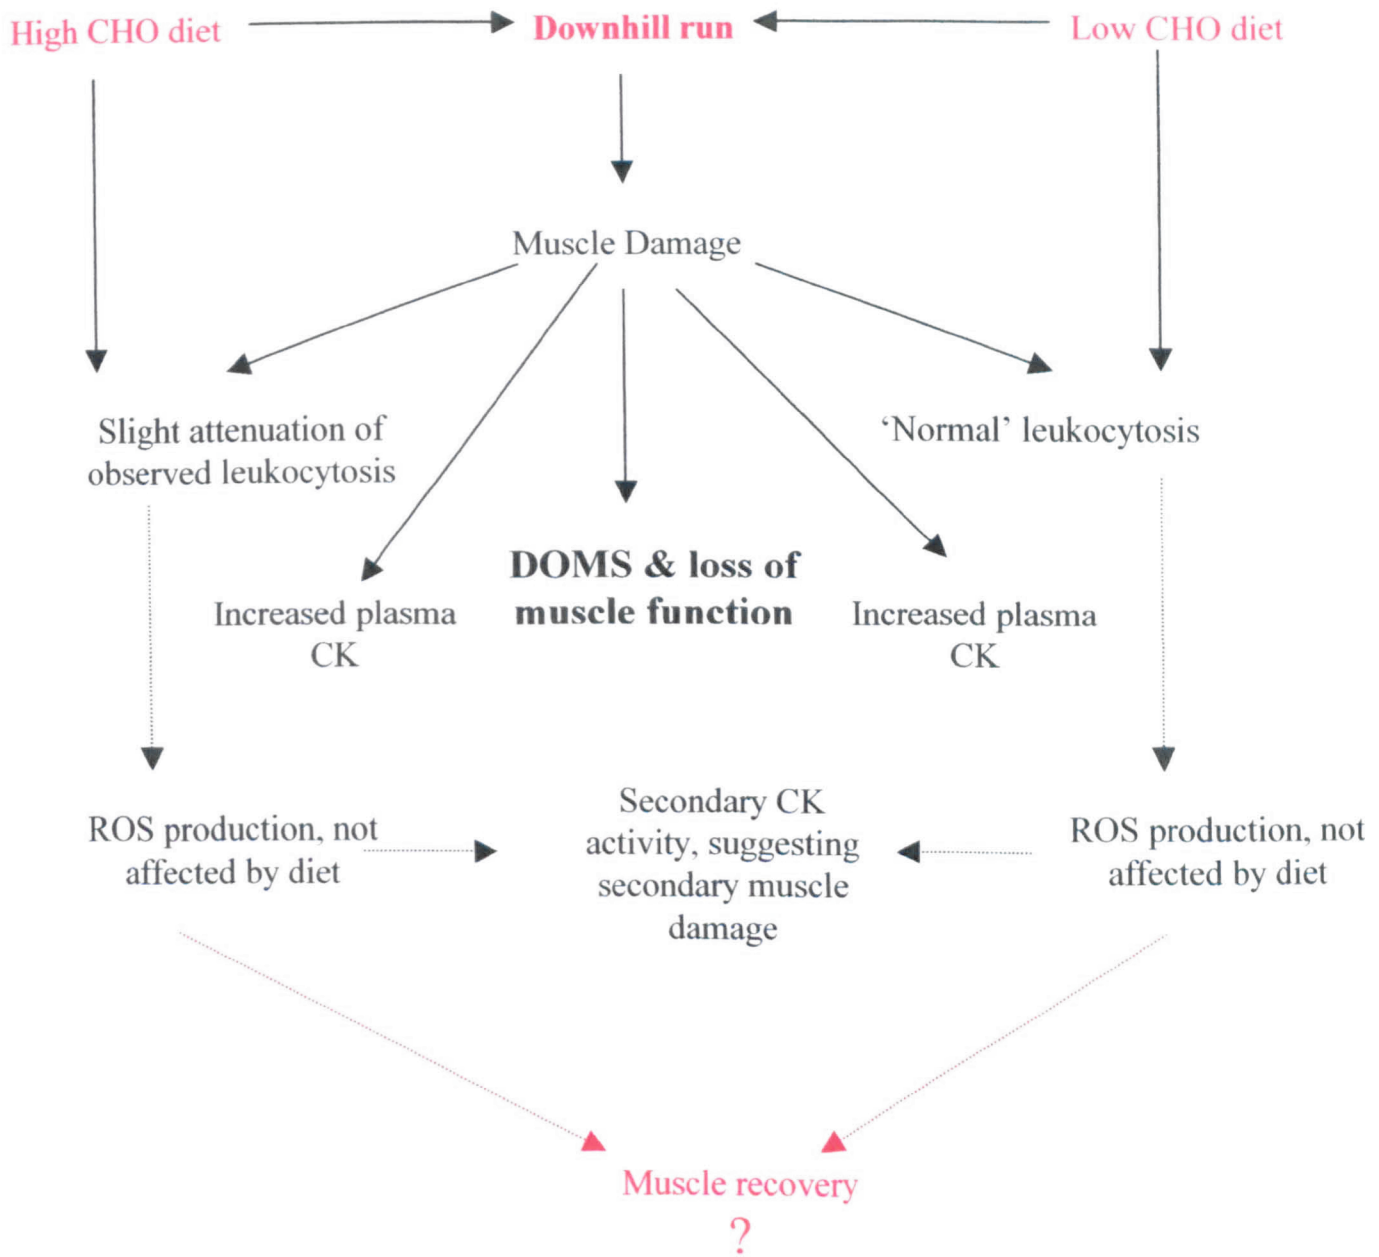 High CHO diet
Downhill run
Low CHO diet
Muscle Damage
Slight attenuation of
observed leukocytosis
‘Normal’ leukocytosis
DOMS & loss of
muscle function
Increased plasma
CK
Increased plasma
CK
ROS production, not
affected by diet
Secondary CK
activity, suggesting
secondary muscle
damage
ROS production, not
affected by diet
Muscle recovery
?